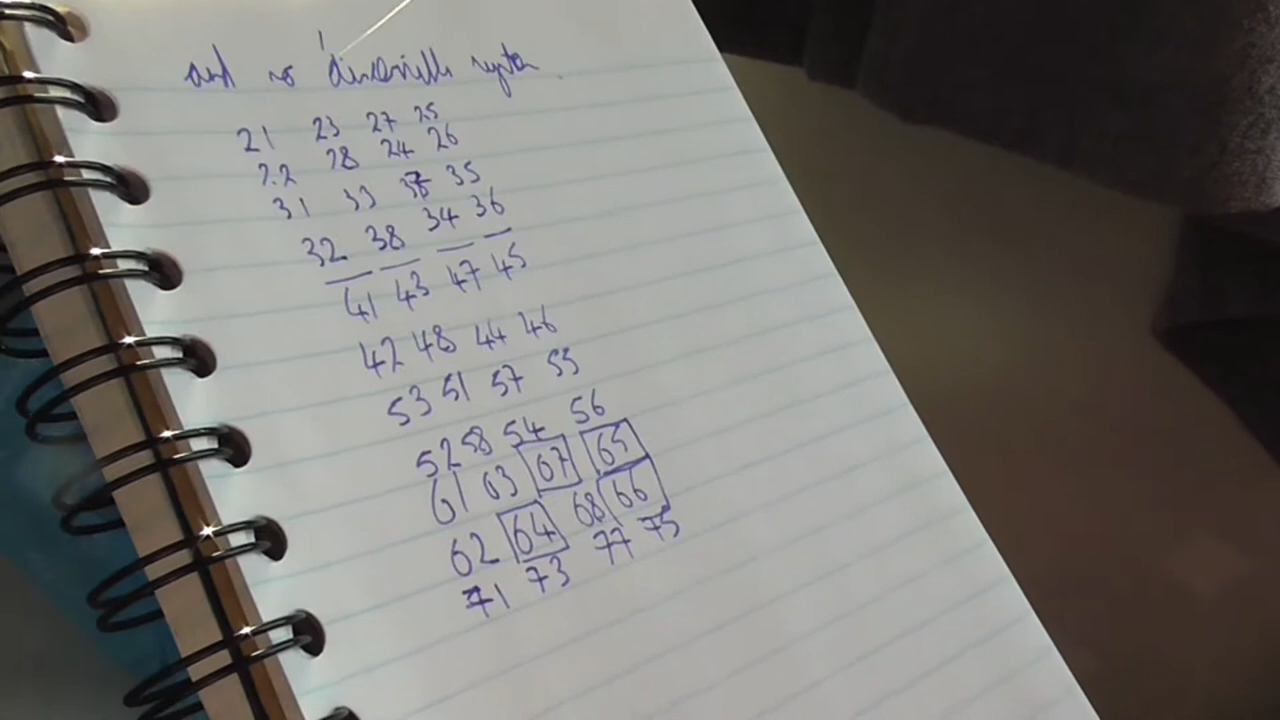 and no
21 23 27 25
22 28 24 26
31 33 37 35
32 38 34 36
41 43 47 45
42 48 44 46
53 51 57 55
52 58 54 56
61 63 67 65
62 64 68 66
71 73 77 75